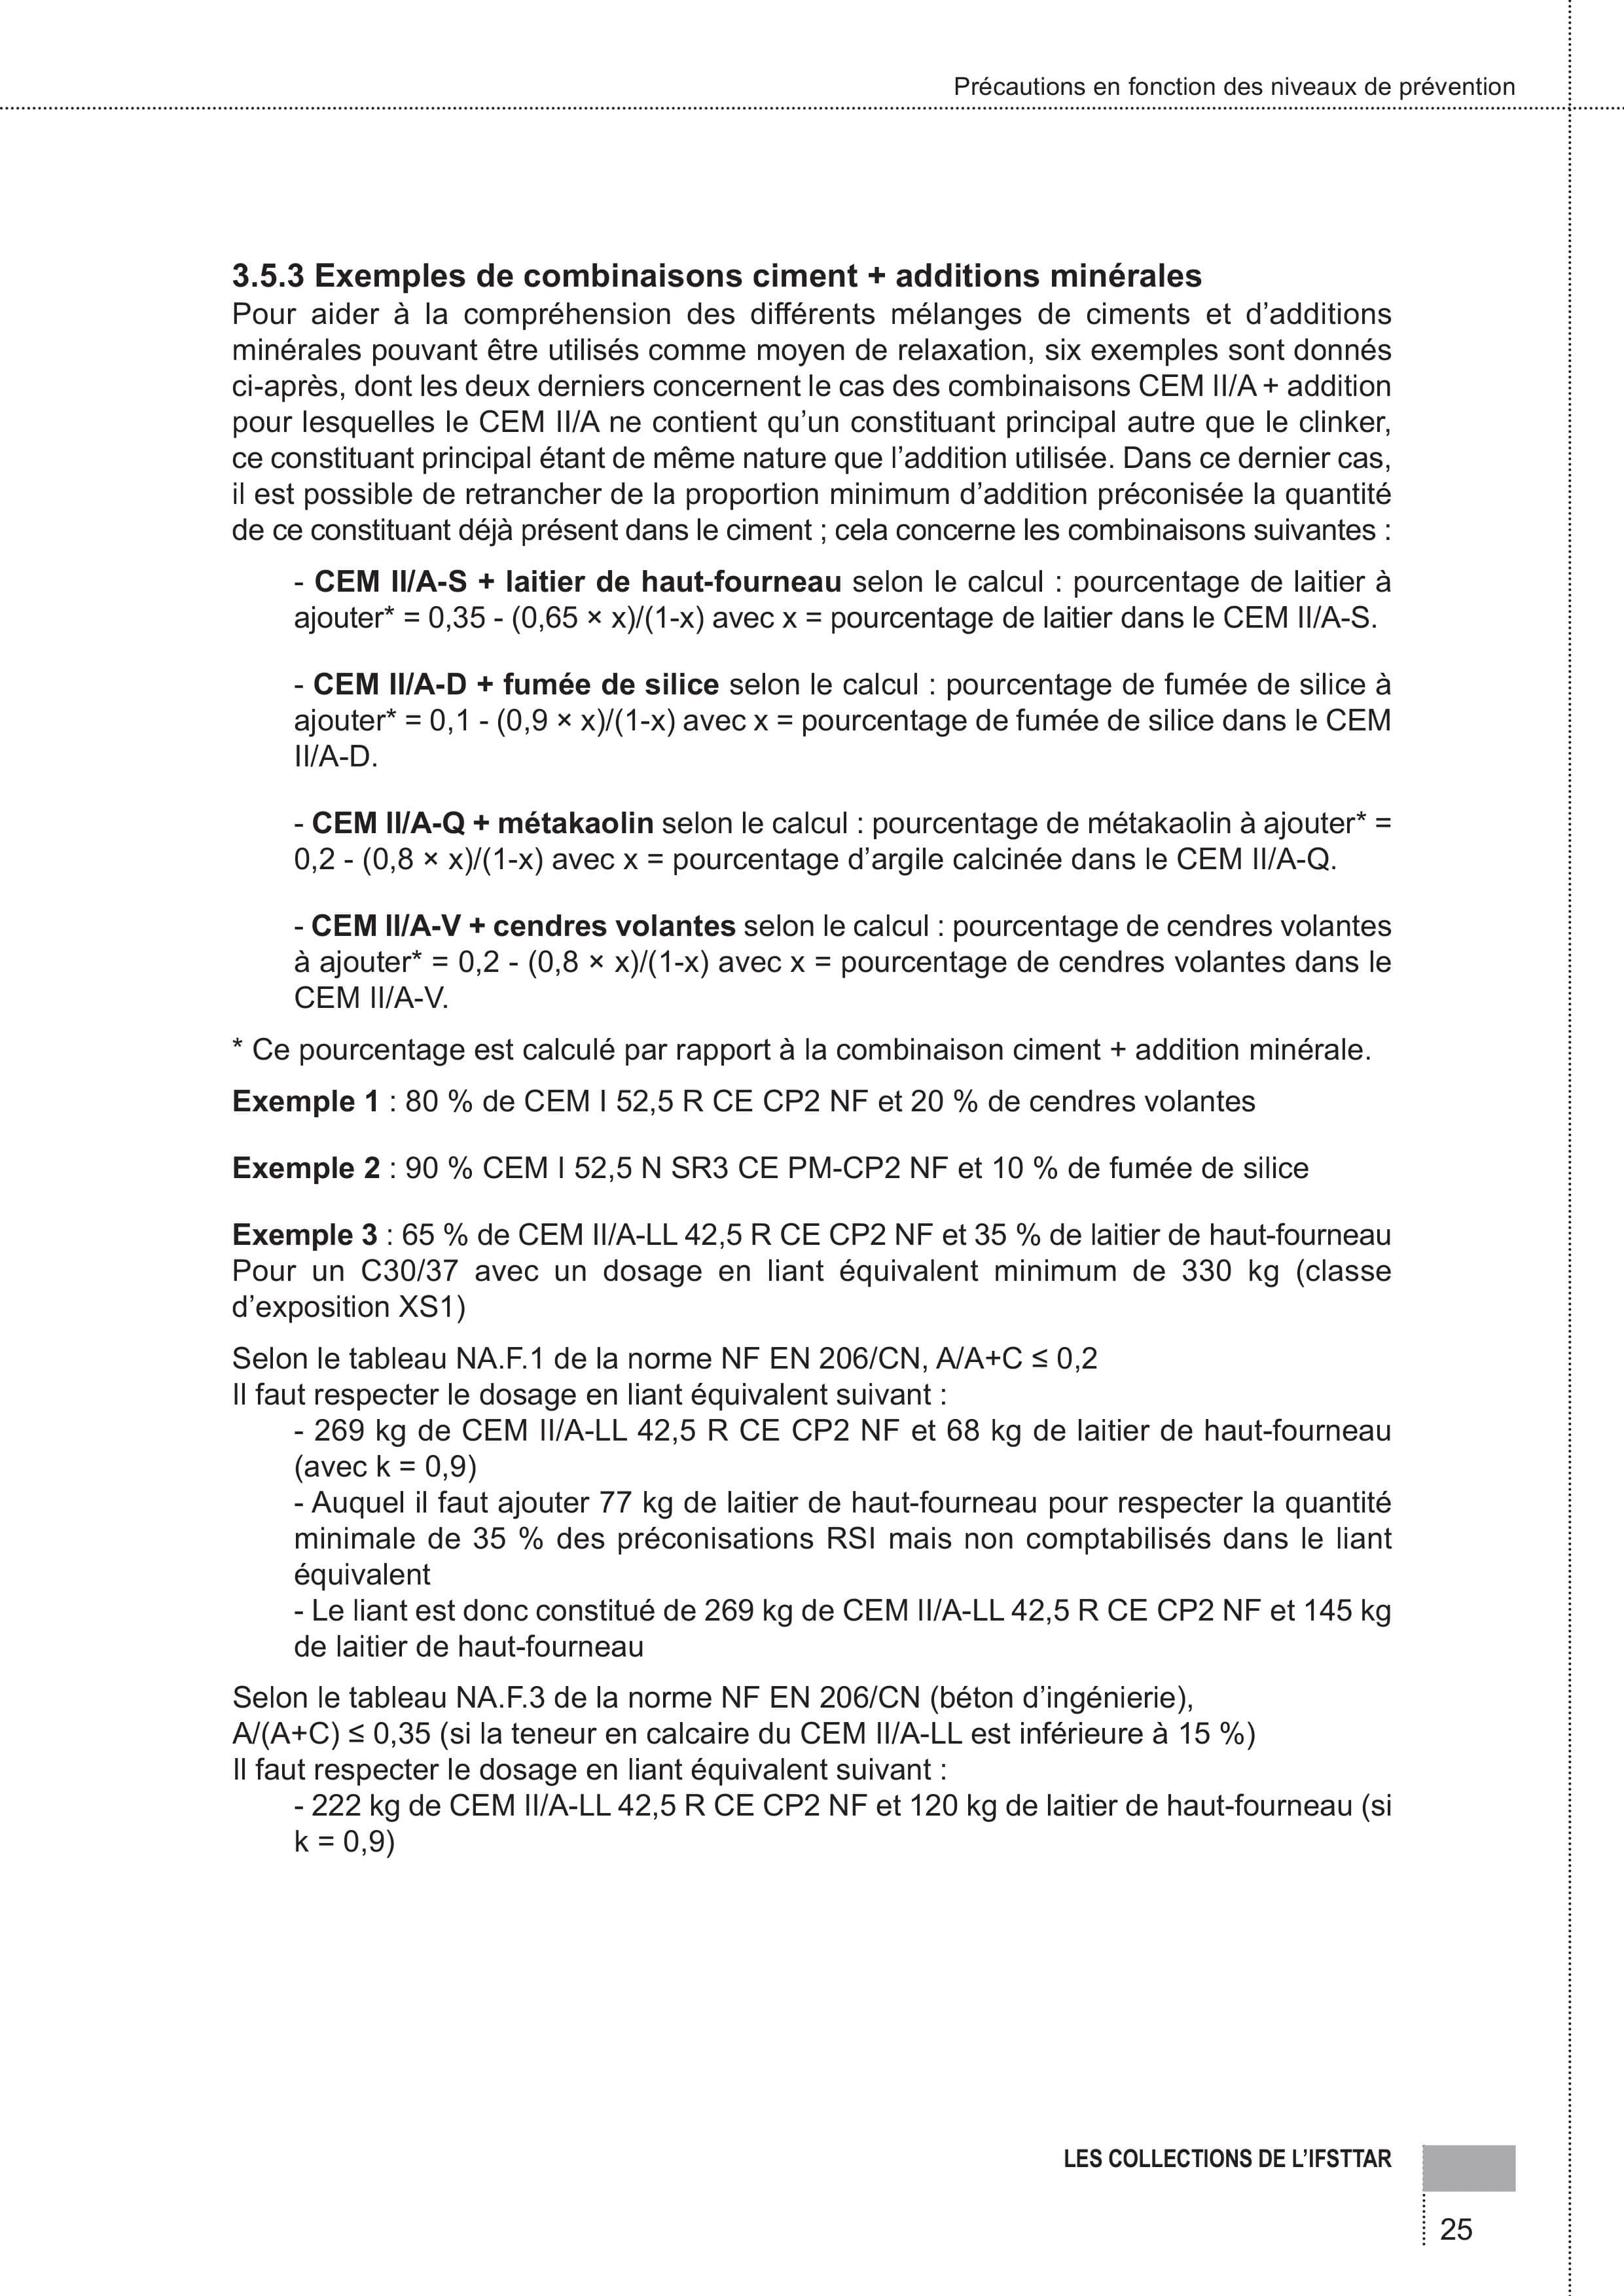 Précautions en fonction des niveaux de prévention
3.5.3 Exemples de combinaisons ciment + additions minérales
Pour aider à la compréhension des différents mélanges de ciments et d’additions
minérales pouvant être utilisés comme moyen de relaxation, six exemples sont donnés
ci-après, dont les deux derniers concernent le cas des combinaisons CEM II/A + addition
pour lesquelles le CEM II/A ne contient qu’un constituant principal autre que le clinker,
ce constituant principal étant de même nature que l’addition utilisée. Dans ce dernier cas,
il est possible de retrancher de la proportion minimum d’addition préconisée la quantité
de ce constituant déjà présent dans le ciment ; cela concerne les combinaisons suivantes :
- CEM II/A-S + laitier de haut-fourneau selon le calcul : pourcentage de laitier à
ajouter* = 0,35 - (0,65 × x)/(1-x) avec x = pourcentage de laitier dans le CEM II/A-S.
- CEM II/A-D + fumée de silice selon le calcul : pourcentage de fumée de silice à
ajouter* = 0,1 - (0,9 × x)/(1-x) avec x = pourcentage de fumée de silice dans le CEM
II/A-D.
- CEM II/A-Q + métakaolin selon le calcul : pourcentage de métakaolin à ajouter* =
0,2 - (0,8 × x)/(1-x) avec x = pourcentage d’argile calcinée dans le CEM II/A-Q.
- CEM II/A-V + cendres volantes selon le calcul : pourcentage de cendres volantes
à ajouter* = 0,2 - (0,8 × x)/(1-x) avec x = pourcentage de cendres volantes dans le
CEM II/A-V.
* Ce pourcentage est calculé par rapport à la combinaison ciment + addition minérale.
Exemple 1 : 80 % de CEM I 52,5 R CE CP2 NF et 20 % de cendres volantes
Exemple 2 : 90 % CEM I 52,5 N SR3 CE PM-CP2 NF et 10 % de fumée de silice
Exemple 3 : 65 % de CEM II/A-LL 42,5 R CE CP2 NF et 35 % de laitier de haut-fourneau
Pour un C30/37 avec un dosage en liant équivalent minimum de 330 kg (classe
d’exposition XS1)
Selon le tableau NA.F.1 de la norme NF EN 206/CN, A/A+C ≤ 0,2
Il faut respecter le dosage en liant équivalent suivant :
- 269 kg de CEM II/A-LL 42,5 R CE CP2 NF et 68 kg de laitier de haut-fourneau
(avec k = 0,9)
- Auquel il faut ajouter 77 kg de laitier de haut-fourneau pour respecter la quantité
minimale de 35 % des préconisations RSI mais non comptabilisés dans le liant
équivalent
- Le liant est donc constitué de 269 kg de CEM II/A-LL 42,5 R CE CP2 NF et 145 kg
de laitier de haut-fourneau
Selon le tableau NA.F.3 de la norme NF EN 206/CN (béton d’ingénierie),
A/(A+C) ≤ 0,35 (si la teneur en calcaire du CEM II/A-LL est inférieure à 15 %)
Il faut respecter le dosage en liant équivalent suivant :
- 222 kg de CEM II/A-LL 42,5 R CE CP2 NF et 120 kg de laitier de haut-fourneau (si
k = 0,9)
LES COLLECTIONS DE L’IFSTTAR
25